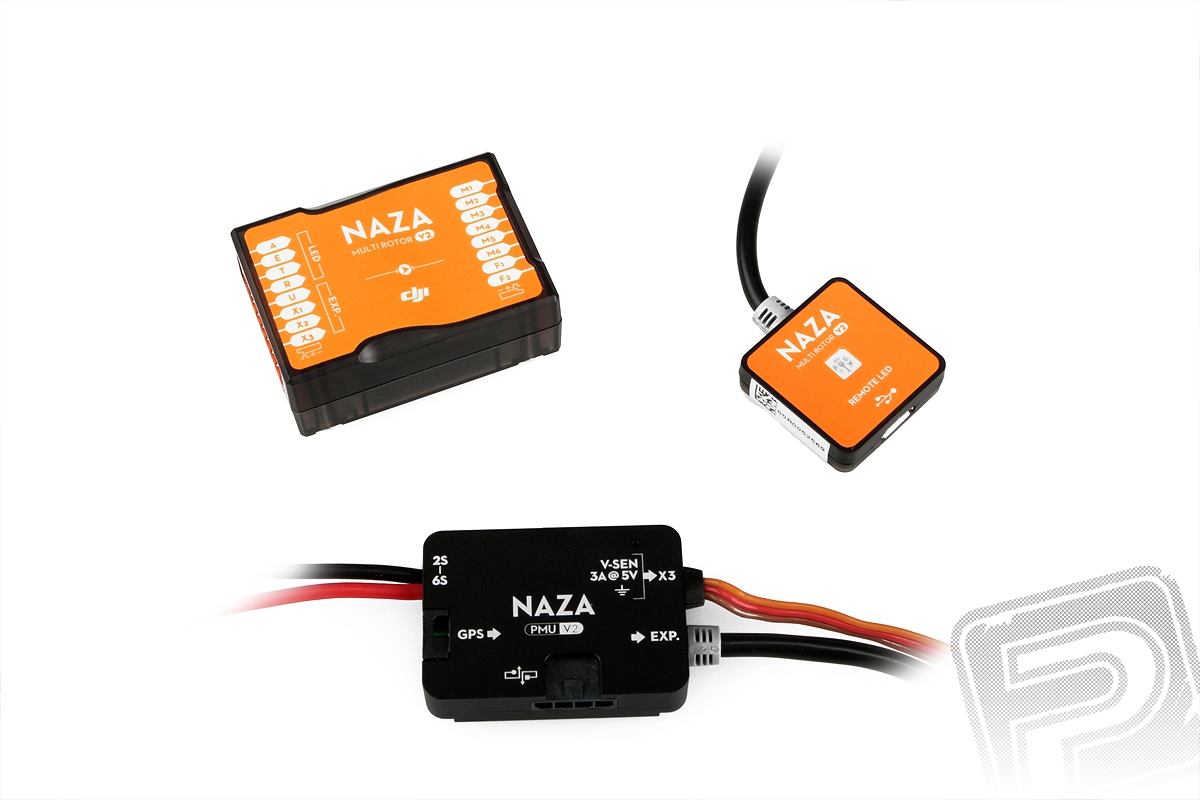 NAZA
MULTI ROTOR V2
dji
A
E
T
R
U
X1
X2
X3
LED
EXP.
M1
M2
M3
M4
M5
M6
F1
F2
NAZA
MULTI ROTOR V2
REMOTE LED
2S
6S
V-SEN
3A@5V
X3
NAZA
PMU V2
GPS
EXP.